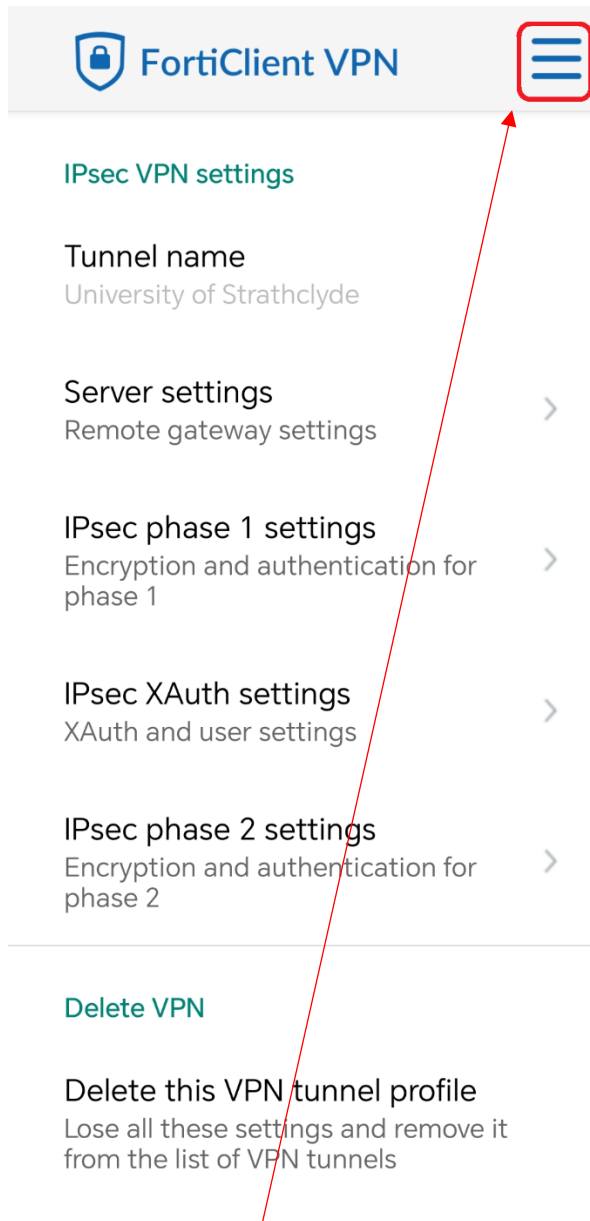 FortiClient VPN
IPsec VPN settings
Tunnel name
University of Strathclyde
Server settings
Remote gateway settings
IPsec phase 1 settings
Encryption and authentication for
phase 1
IPsec XAuth settings
XAuth and user settings
IPsec phase 2 settings
Encryption and authentication for
phase 2
Delete VPN
Delete this VPN tunnel profile
Lose all these settings and remove it
from the list of VPN tunnels